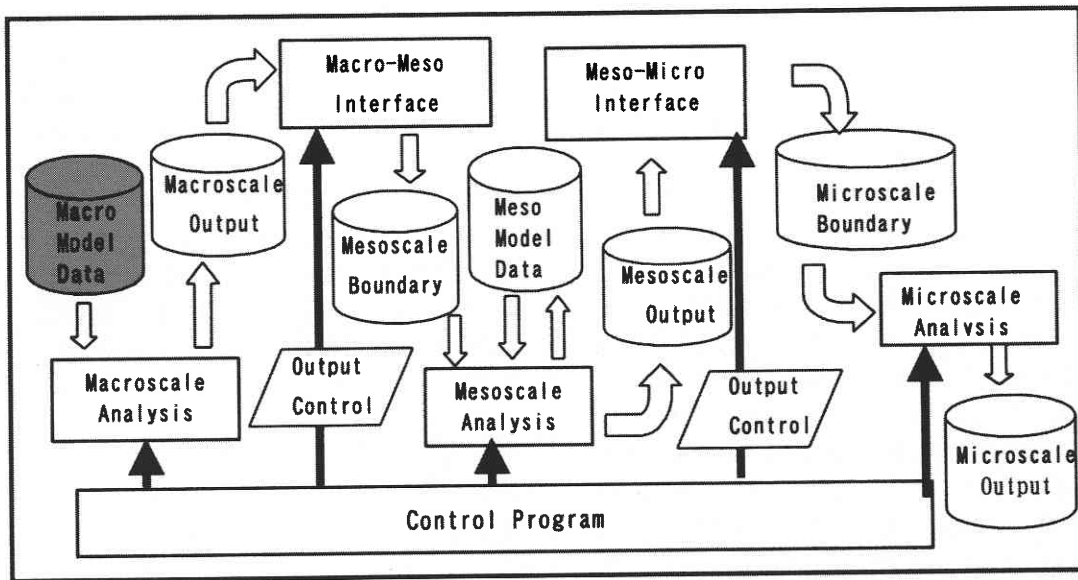 Macro-Meso
Interface
Meso-Micro
Interface
Macro
Model
Data
Macroscale
Output
Mesoscale
Boundary
Meso
Model
Data
Mesoscale
Output
Microscale
Boundary
Macroscale
Analysis
Output
Control
Mesoscale
Analysis
Output
Control
Microscale
Analysis
Microscale
Output
Control Program